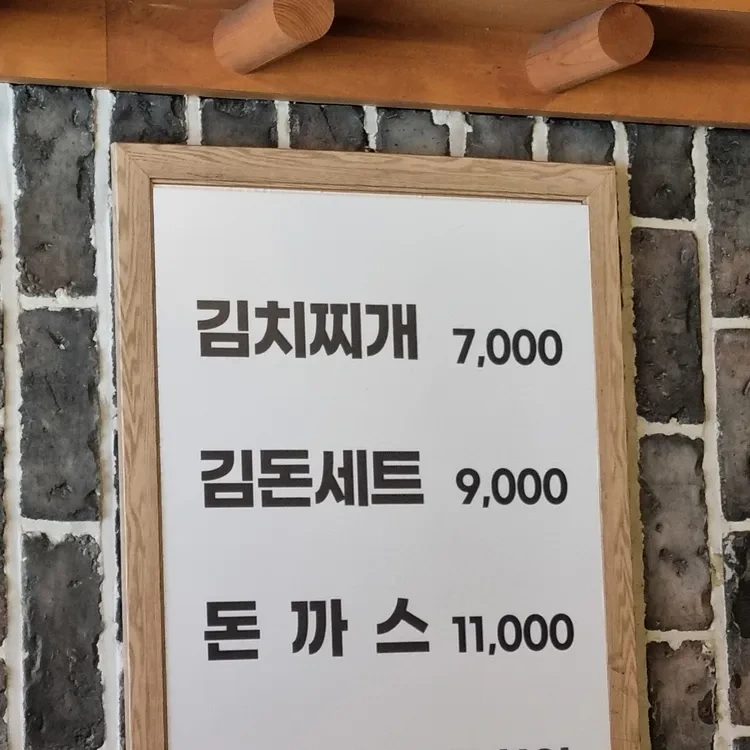 김치찌개 7,000
김돈세트 9,000
돈 까 스 11,000